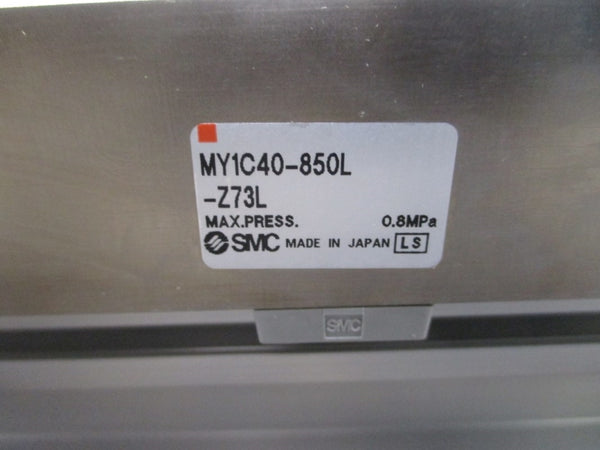 MY1C40-850L
-Z73L
MAX.PRESS. 0.8MPa
SMC MADE IN JAPAN LS
SMC